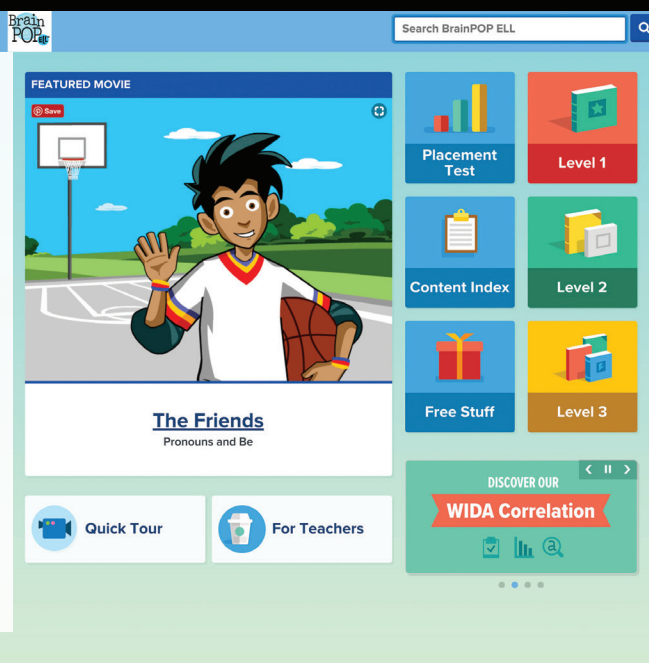 Brain
POP ELL
Search BrainPOP ELL
FEATURED MOVIE
Save
The Friends
Pronouns and Be
Quick Tour
For Teachers
Placement
Test
Level 1
Content Index
Level 2
Free Stuff
Level 3
DISCOVER OUR
WIDA Correlation
a